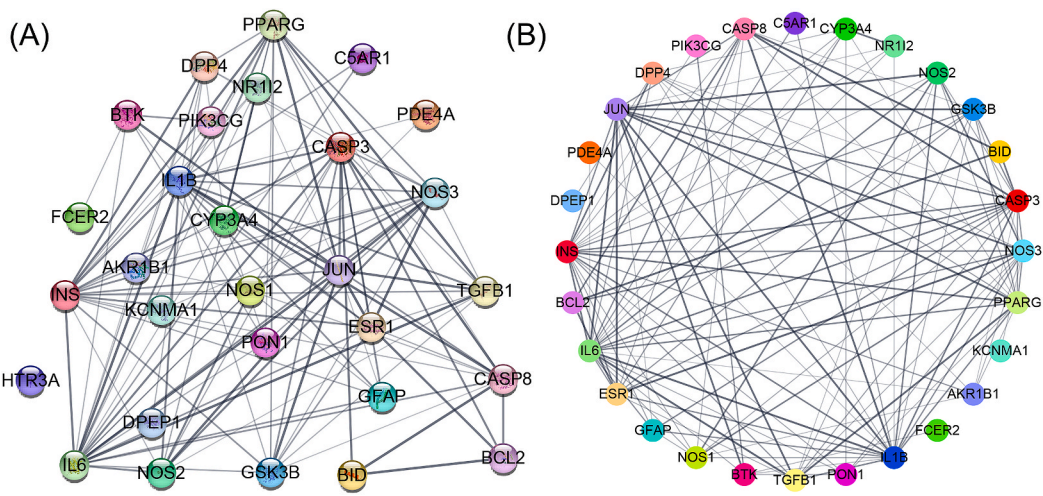 (A)
PPARG
C5AR1
DPP4
NR1I2
BTK
PIK3CG
PDE4A
CASP3
IL1B
NOS3
FCER2
CYP3A4
AKR1B1
JUN
INS
NOS1
TGFB1
KCNMA1
ESR1
PON1
HTR3A
CASP8
GFAP
DPEP1
IL6
NOS2
GSK3B
BID
BCL2
(B)
C5AR1
CASP8
CYP3A4
PIK3CG
NR1I2
DPP4
NOS2
JUN
GSK3B
PDE4A
BID
DPEP1
CASP3
INS
NOS3
BCL2
PPARG
IL6
KCNMA1
ESR1
AKR1B1
GFAP
FCER2
NOS1
IL1B
BTK
TGFB1
PON1